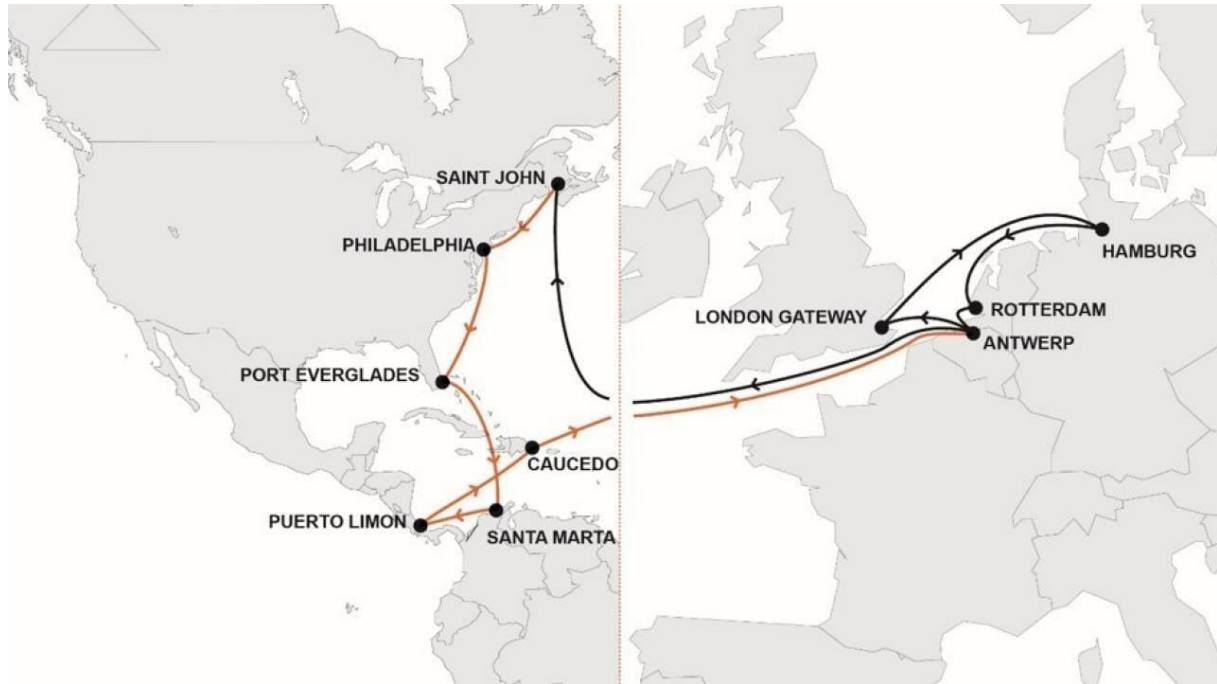 SAINT JOHN
PHILADELPHIA
PORT EVERGLADES
CAUCEDO
PUERTO LIMON
SANTA MARTA
HAMBURG
ROTTERDAM
LONDON GATEWAY
ANTWERP